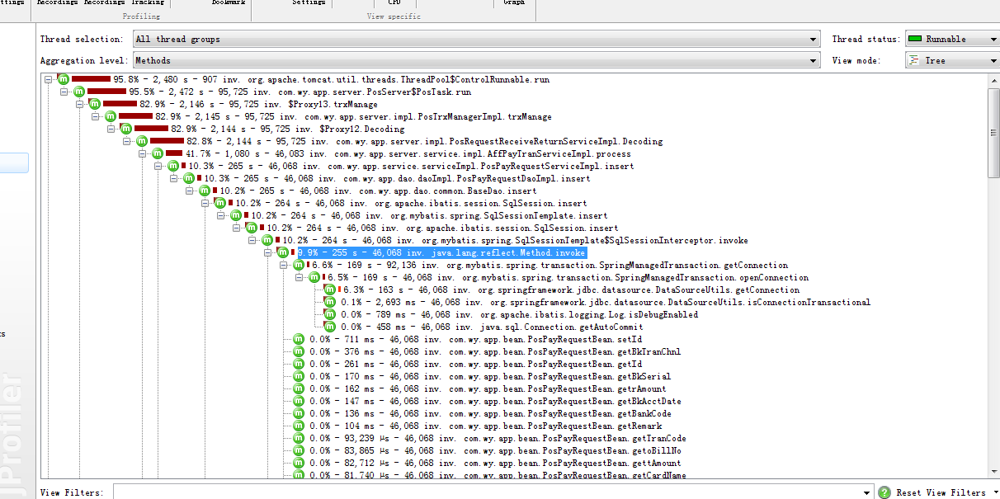 ttings Recordings Recordings Tracking Bookmark Settings CPU Graph
Profiling View specific
Thread selection: All thread groups Thread status: Runnable
Aggregation level: Methods View mode: Tree
95.8% - 2,480 s - 907 inv. org.apache.tomcat.util.threads.ThreadPool$ControlRunnable.run
95.5% - 2,472 s - 95,725 inv. com.wy.app.server.PosServer$PosTask.run
82.9% - 2,146 s - 95,725 inv. $Proxy13.trxManage
82.9% - 2,145 s - 95,725 inv. com.wy.app.server.impl.PosTrxManagerImpl.trxManage
82.9% - 2,144 s - 95,725 inv. $Proxy12.Decoding
82.8% - 2,144 s - 95,725 inv. com.wy.app.server.impl.PosRequestReceiveReturnServiceImpl.Decoding
41.7% - 1,080 s - 46,083 inv. com.wy.app.server.service.impl.AffPayTranServiceImpl.process
10.3% - 265 s - 46,068 inv. com.wy.app.service.serviceImpl.PosPayRequestServiceImpl.insert
10.3% - 265 s - 46,068 inv. com.wy.app.dao.daoImpl.PosPayRequestDaoImpl.insert
10.2% - 265 s - 46,068 inv. com.wy.app.dao.common.BaseDao.insert
10.2% - 264 s - 46,068 inv. org.apache.ibatis.session.SqlSession.insert
10.2% - 264 s - 46,068 inv. org.mybatis.spring.SqlSessionTemplate.insert
10.2% - 264 s - 46,068 inv. org.apache.ibatis.session.SqlSession.insert
10.2% - 264 s - 46,068 inv. org.mybatis.spring.SqlSessionTemplate$SqlSessionInterceptor.invoke
9.9% - 255 s - 46,068 inv. java.lang.reflect.Method.invoke
6.6% - 169 s - 92,136 inv. org.mybatis.spring.transaction.SpringManagedTransaction.getConnection
6.5% - 169 s - 46,068 inv. org.mybatis.spring.transaction.SpringManagedTransaction.openConnection
6.3% - 163 s - 46,068 inv. org.springframework.jdbc.datasource.DataSourceUtils.getConnection
0.1% - 2,693 ms - 46,068 inv. org.springframework.jdbc.datasource.DataSourceUtils.isConnectionTransactional
0.0% - 789 ms - 46,068 inv. org.apache.ibatis.logging.Log.isDebugEnabled
0.0% - 458 ms - 46,068 inv. java.sql.Connection.getAutoCommit
0.0% - 711 ms - 46,068 inv. com.wy.app.bean.PosPayRequestBean.setId
0.0% - 376 ms - 46,068 inv. com.wy.app.bean.PosPayRequestBean.getBkTranChnl
0.0% - 261 ms - 46,068 inv. com.wy.app.bean.PosPayRequestBean.getId
0.0% - 170 ms - 46,068 inv. com.wy.app.bean.PosPayRequestBean.getBkSerial
0.0% - 162 ms - 46,068 inv. com.wy.app.bean.PosPayRequestBean.getrAmount
0.0% - 147 ms - 46,068 inv. com.wy.app.bean.PosPayRequestBean.getBkAcctDate
0.0% - 136 ms - 46,068 inv. com.wy.app.bean.PosPayRequestBean.getBankCode
0.0% - 104 ms - 46,068 inv. com.wy.app.bean.PosPayRequestBean.getRemark
0.0% - 93,239 µs - 46,068 inv. com.wy.app.bean.PosPayRequestBean.getTranCode
0.0% - 83,865 µs - 46,068 inv. com.wy.app.bean.PosPayRequestBean.getoBillNo
0.0% - 82,712 µs - 46,068 inv. com.wy.app.bean.PosPayRequestBean.gettAmount
0.0% - 81,740 µs - 46,068 inv. com.wy.app.bean.PosPayRequestBean.getCardName
ts
JProfiler
View Filters: Reset View Filters